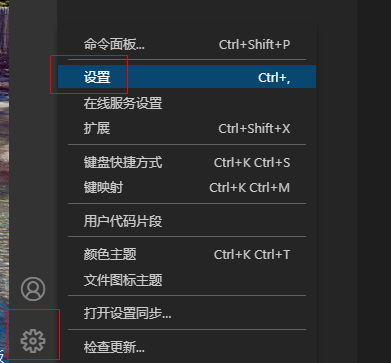 命令面板... Ctrl+Shift+P
设置 Ctrl+,
在线服务设置
扩展 Ctrl+Shift+X
键盘快捷方式 Ctrl+K Ctrl+S
键映射 Ctrl+K Ctrl+M
用户代码片段
颜色主题 Ctrl+K Ctrl+T
文件图标主题
打开设置同步...
检查更新...